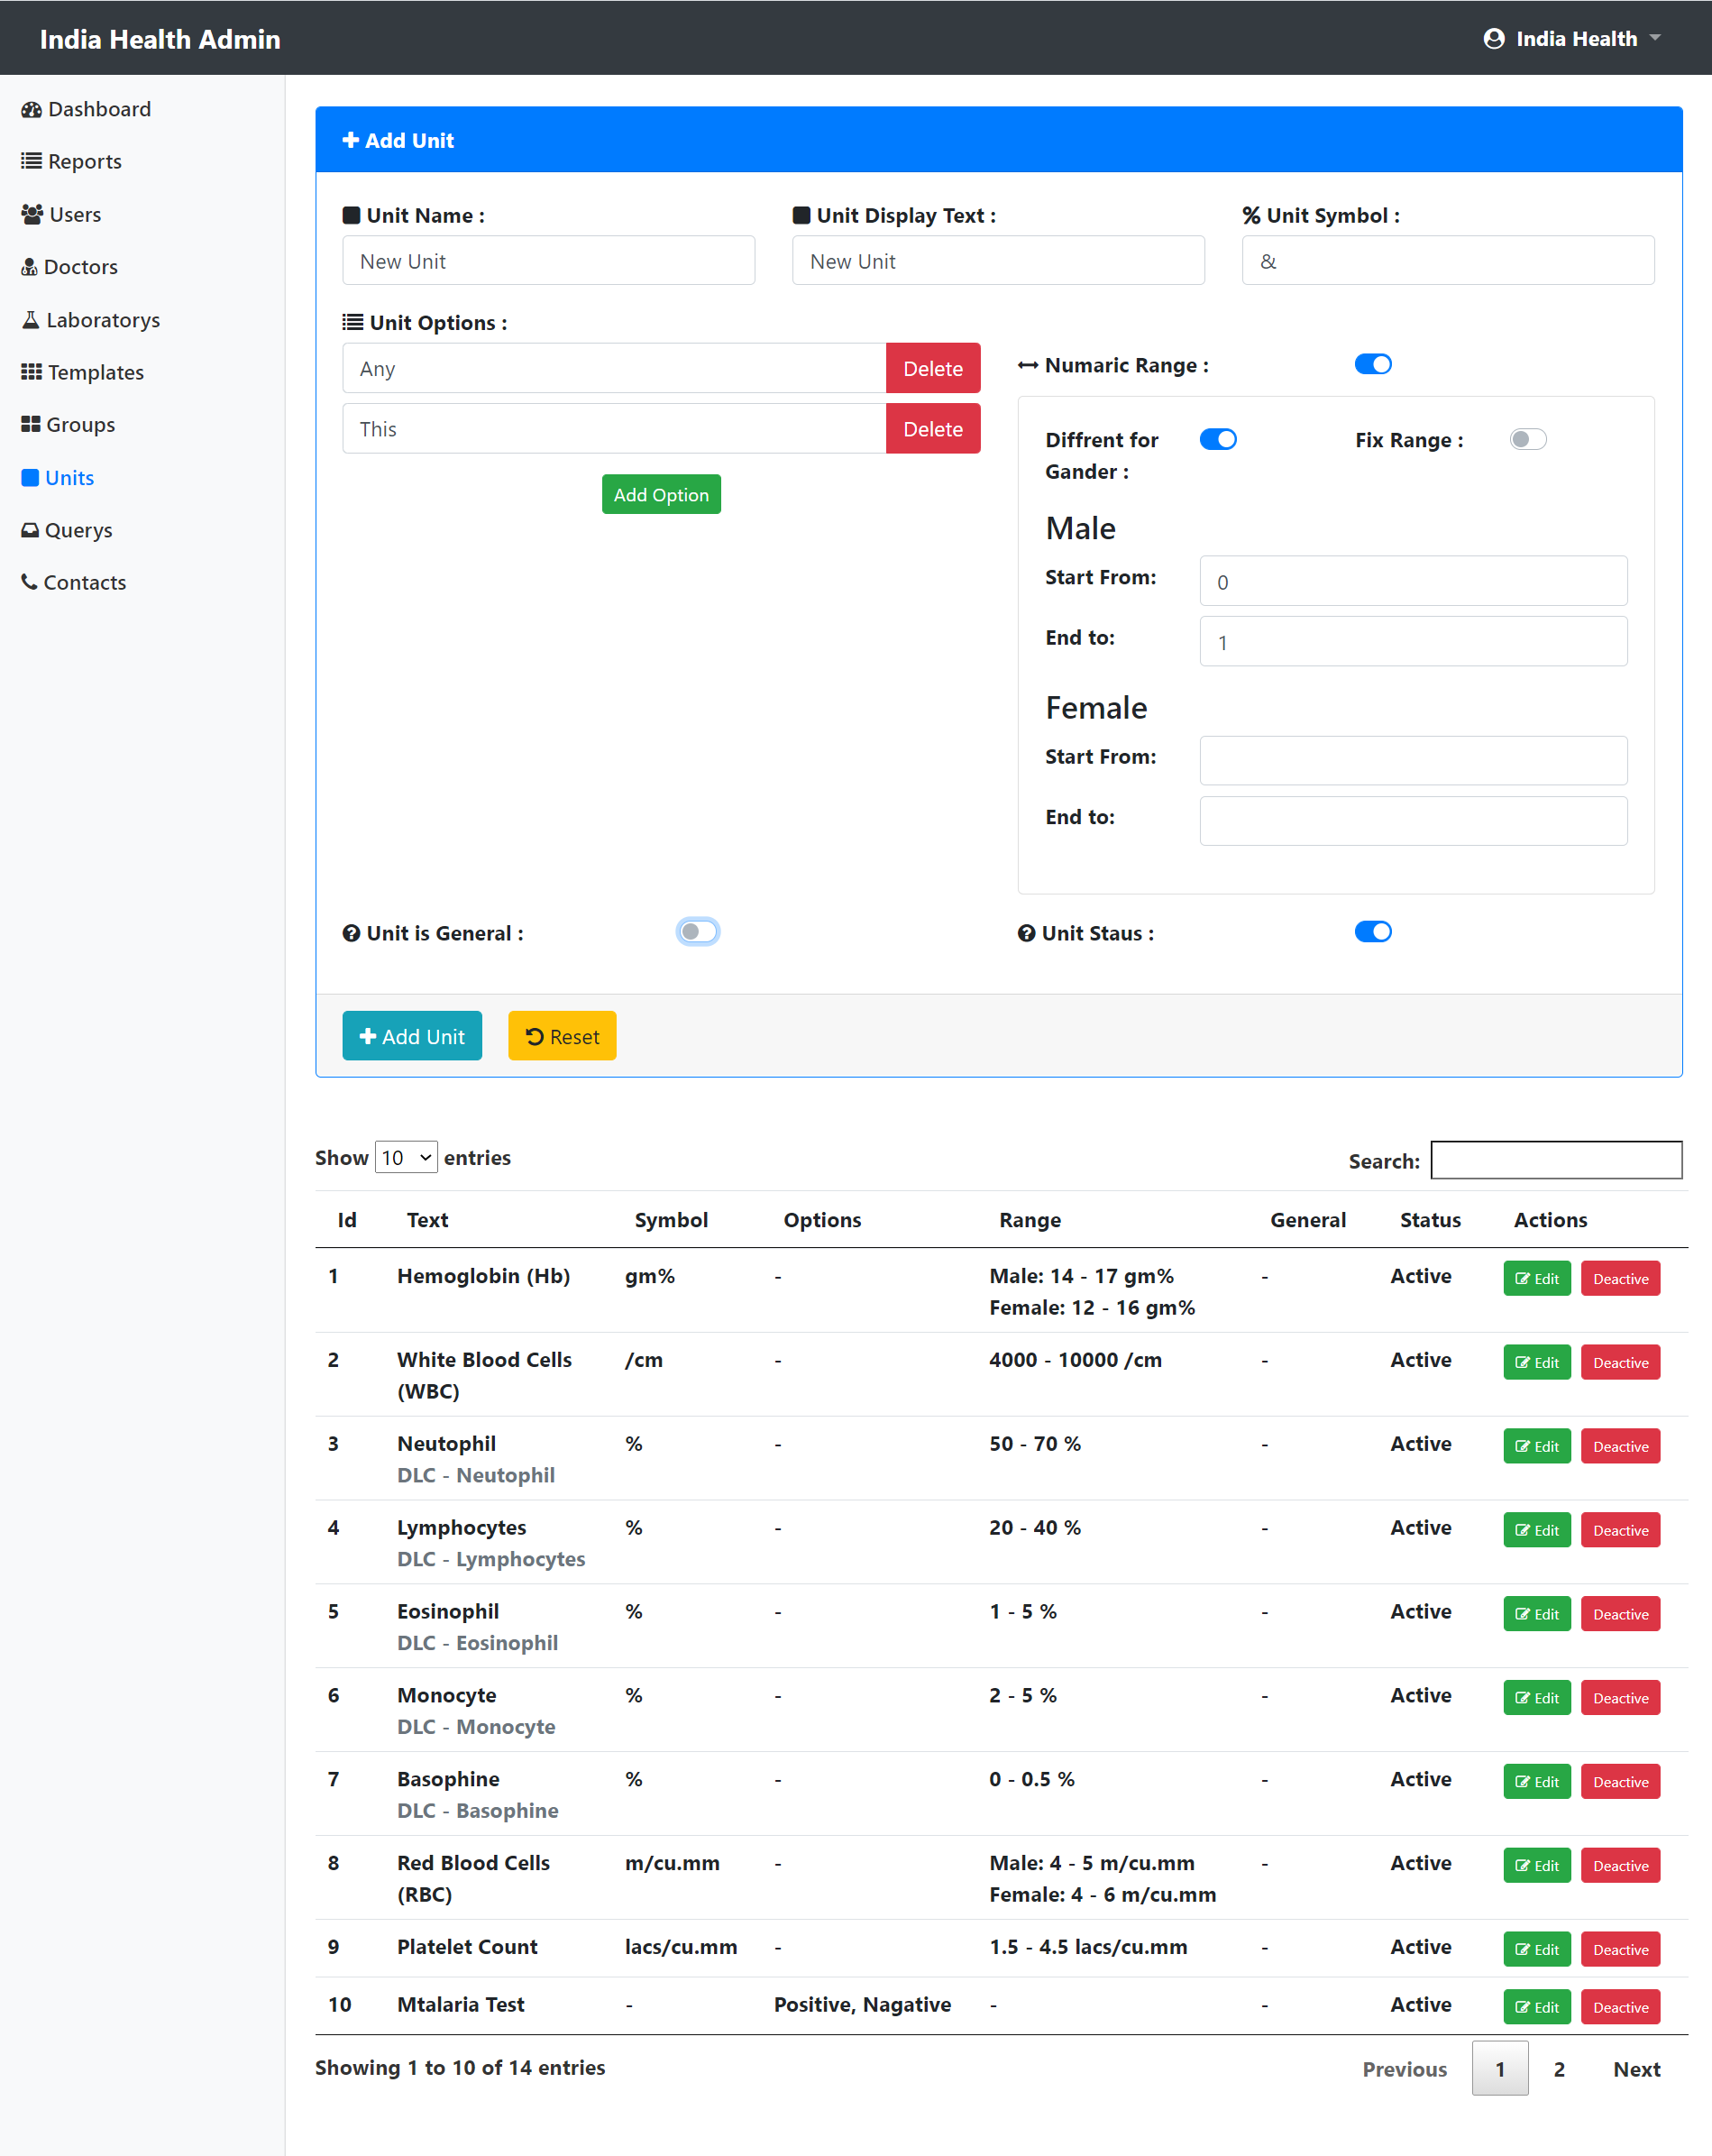 India Health Admin
India Health
Dashboard
Reports
Users
Doctors
Laboratorys
Templates
Groups
Units
Querys
Contacts
Add Unit
Unit Name :
Unit Display Text :
% Unit Symbol :
New Unit
New Unit
&
Unit Options :
Any Delete
This Delete
Add Option
Numaric Range :
Diffrent for
Gander :
Fix Range :
Male
Start From: 0
End to: 1
Female
Start From:
End to:
Unit is General :
Unit Staus :
Add Unit
Reset
Show 10 entries
Search:
Id Text Symbol Options Range General Status Actions
1 Hemoglobin (Hb) gm% - Male: 14 - 17 gm% - Active Edit Deactive
Female: 12 - 16 gm%
2 White Blood Cells /cm - 4000 - 10000 /cm - Active Edit Deactive
(WBC)
3 Neutophil % - 50 - 70 % - Active Edit Deactive
DLC - Neutophil
4 Lymphocytes % - 20 - 40 % - Active Edit Deactive
DLC - Lymphocytes
5 Eosinophil % - 1 - 5 % - Active Edit Deactive
DLC - Eosinophil
6 Monocyte % - 2 - 5 % - Active Edit Deactive
DLC - Monocyte
7 Basophine % - 0 - 0.5 % - Active Edit Deactive
DLC - Basophine
8 Red Blood Cells m/cu.mm - Male: 4 - 5 m/cu.mm - Active Edit Deactive
(RBC) Female: 4 - 6 m/cu.mm
9 Platelet Count lacs/cu.mm - 1.5 - 4.5 lacs/cu.mm - Active Edit Deactive
10 Mtalaria Test - Positive, Nagative - - Active Edit Deactive
Showing 1 to 10 of 14 entries
Previous 1 2 Next